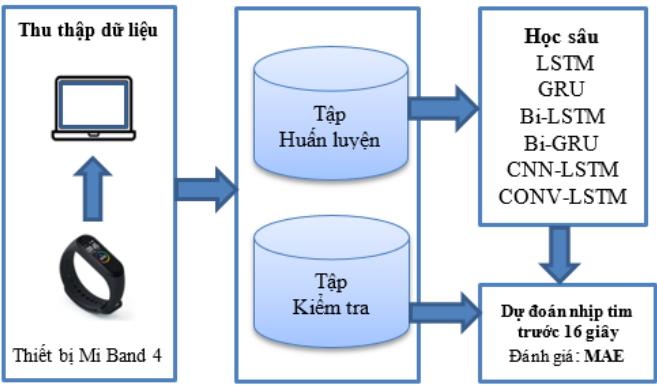 Thu thập dữ liệu
Thiết bị Mi Band 4
Tập
Huấn luyện
Tập
Kiểm tra
Học sâu
LSTM
GRU
Bi-LSTM
Bi-GRU
CNN-LSTM
CONV-LSTM
Dự đoán nhịp tim
trước 16 giây
Đánh giá: MAE